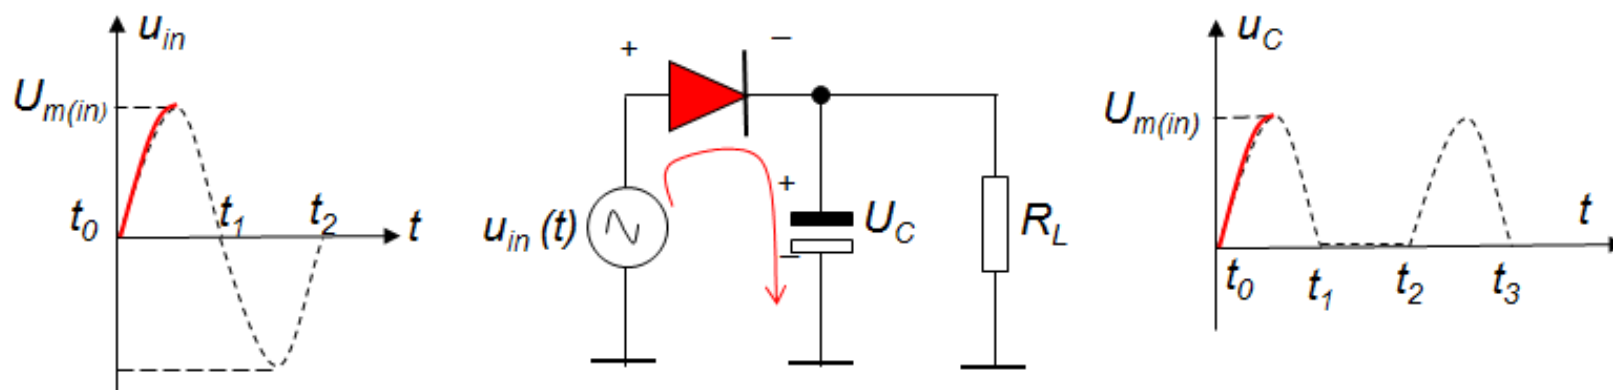 u_in
U_m(in)
t_0
t_1
t_2
t
+
–
u_in (t)
+
–
U_C
R_L
u_C
U_m(in)
t
t_0
t_1
t_2
t_3